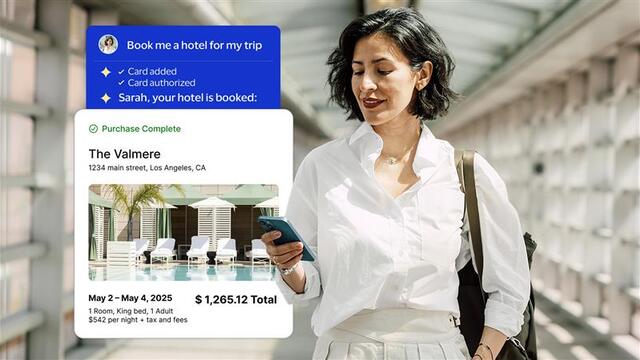 Book me a hotel for my trip
Card added
Card authorized
Sarah, your hotel is booked:
Purchase Complete
The Valmere
1234 main street, Los Angeles, CA
May 2 – May 4, 2025
$ 1,265.12 Total
1 Room, King bed, 1 Adult
$542 per night + tax and fees